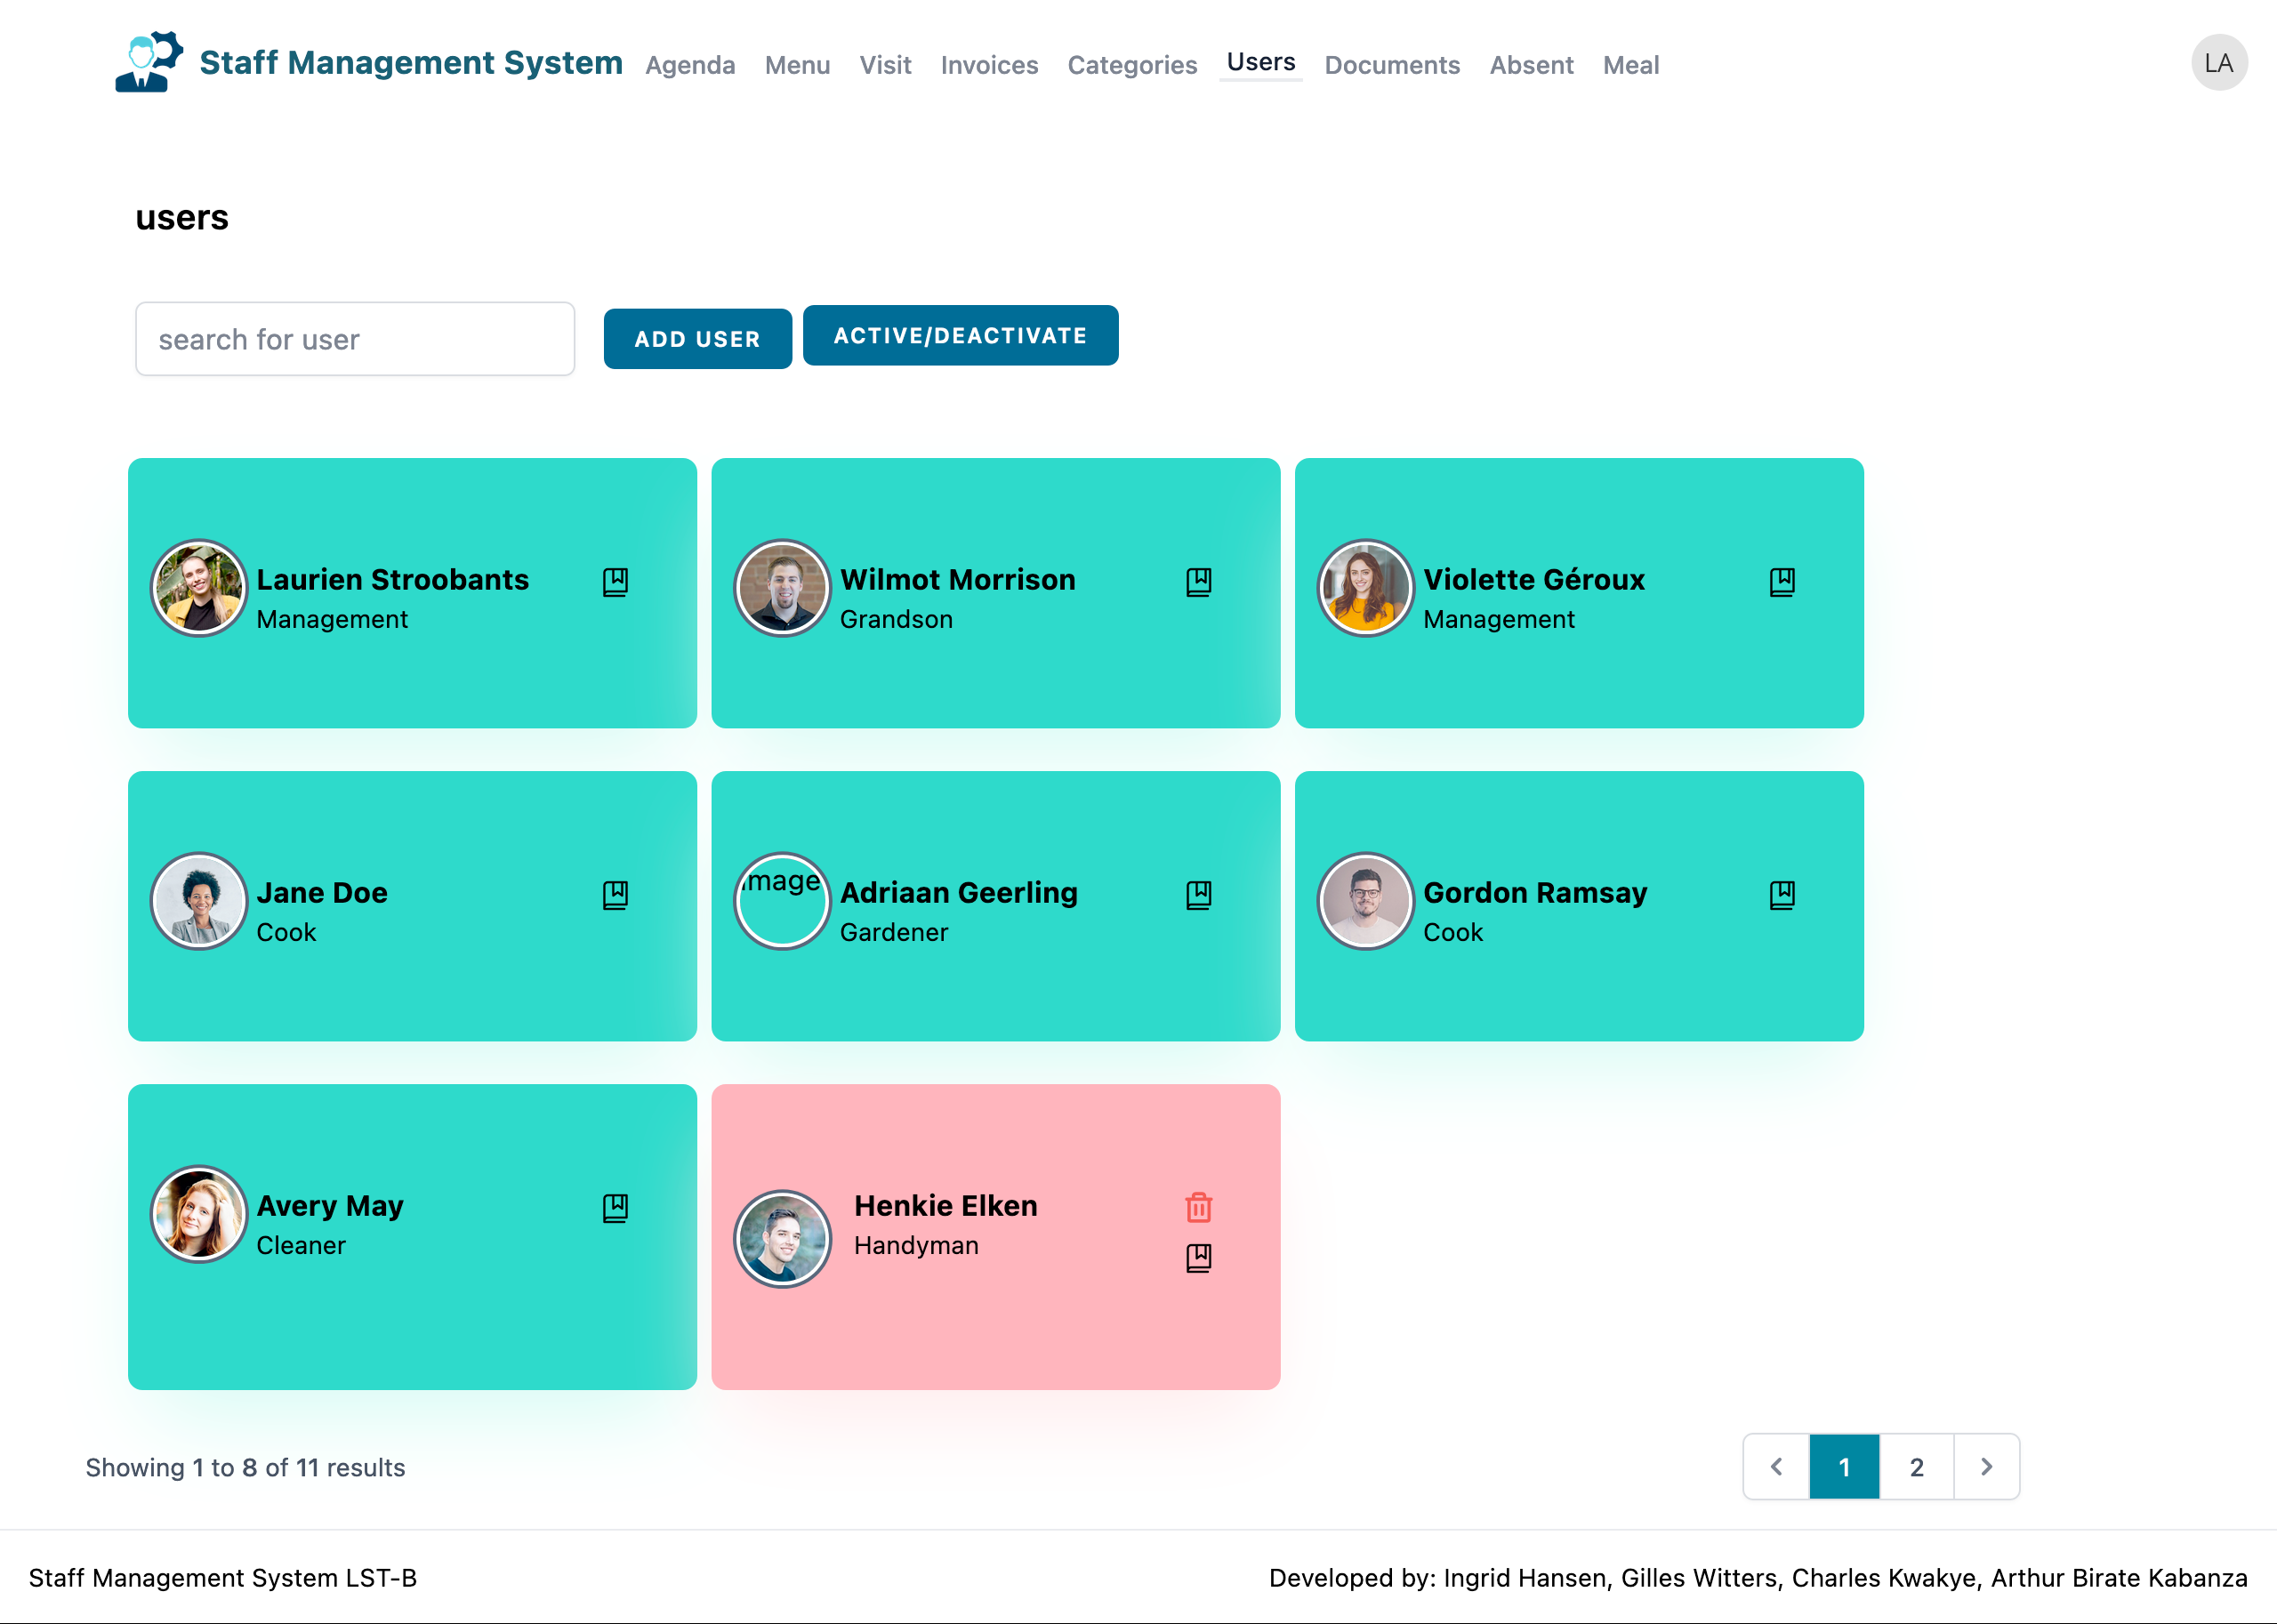 Staff Management System Agenda Menu Visit Invoices Categories Users Documents Absent Meal LA
users
search for user ADD USER ACTIVE/DEACTIVATE
Laurien Stroobants
Management
Wilmot Morrison
Grandson
Violette Géroux
Management
Jane Doe
Cook
mage
Adriaan Geerling
Gardener
Gordon Ramsay
Cook
Avery May
Cleaner
Henkie Elken
Handyman
Showing 1 to 8 of 11 results
1 2
Staff Management System LST-B
Developed by: Ingrid Hansen, Gilles Witters, Charles Kwakye, Arthur Birate Kabanza